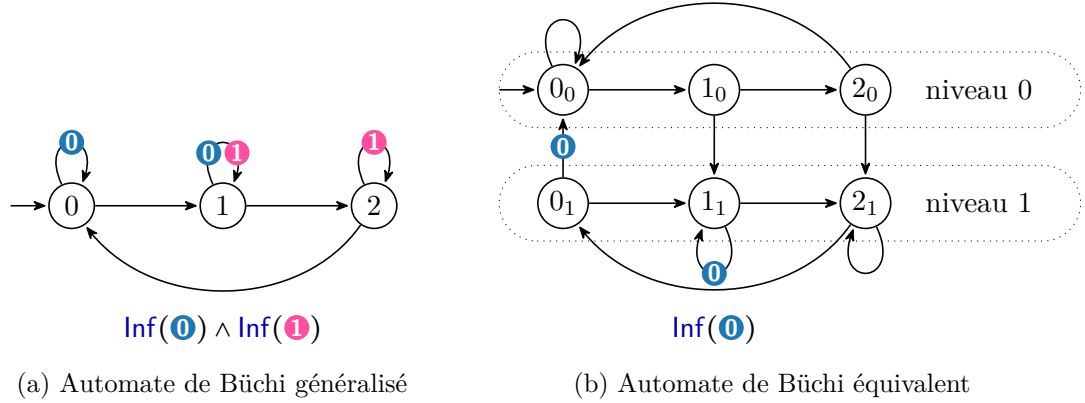 0₀ 1₀ 2₀ niveau 0
0 0 1 1 0
0 1 2 0₁ 1₁ 2₁ niveau 1
0
Inf(0) ∧ Inf(1) Inf(0)
(a) Automate de Büchi généralisé (b) Automate de Büchi équivalent